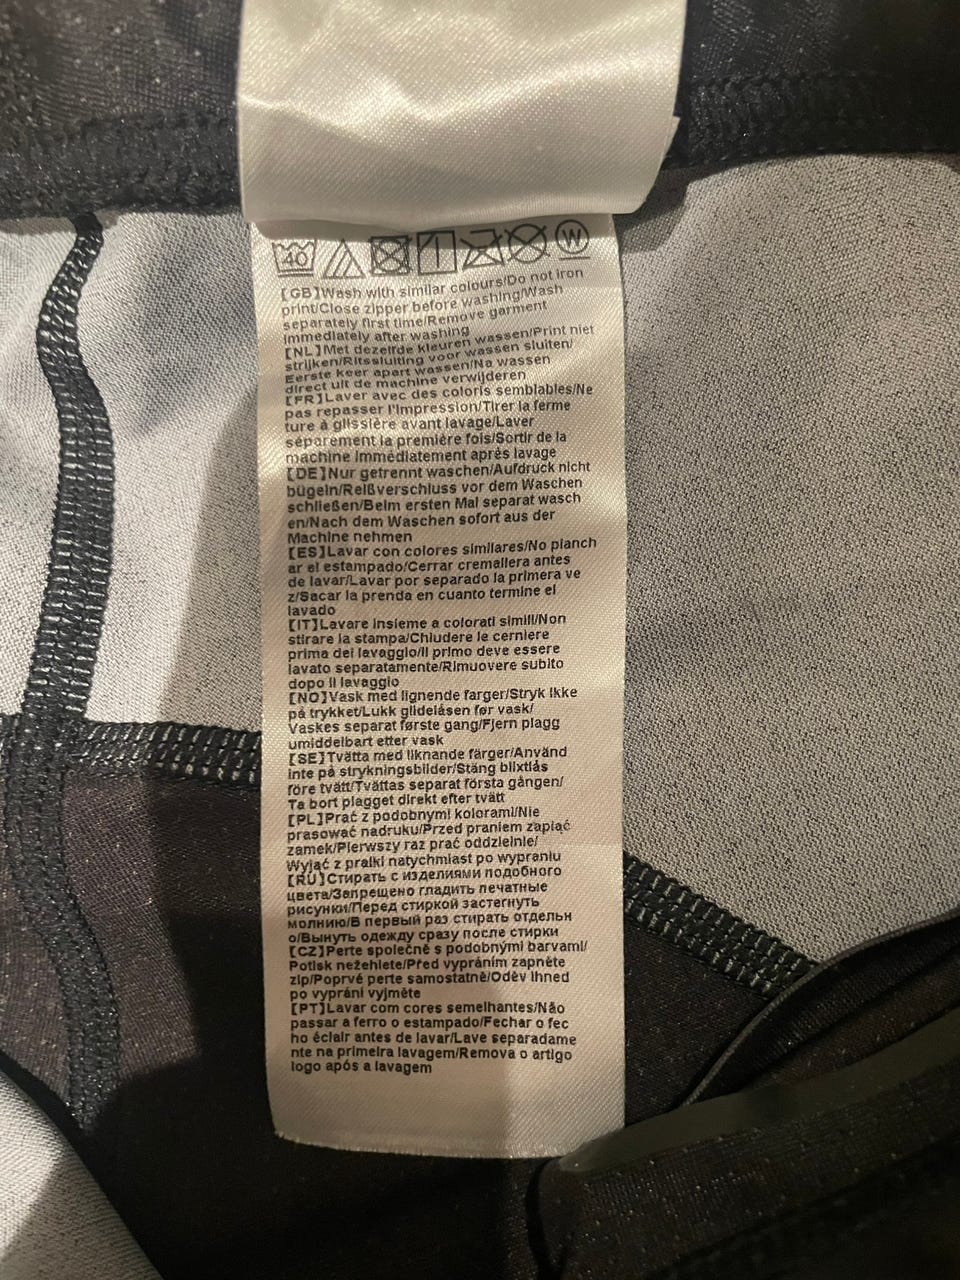 40 W
[GB]Wash with similar colours/Do not iron
print/Close zipper before washing/Wash
separately first time/Remove garment
immediately after washing
[NL]Met dezelfde kleuren wassen/Print niet
strijken/Ritssluiting voor wassen sluiten/
Eerste keer apart wassen/Na wassen
direct uit de machine verwijderen
[FR]Laver avec des coloris semblables/Ne
pas repasser l'impression/Tirer la ferme
ture à glissière avant lavage/Laver
séparement la première fois/Sortir de la
machine immédiatement après lavage
[DE]Nur getrennt waschen/Aufdruck nicht
bügeln/Reißverschluss vor dem Waschen
schließen/Beim ersten Mal separat wasch
en/Nach dem Waschen sofort aus der
Machine nehmen
[ES]Lavar con colores similares/No planch
ar el estampado/Cerrar cremallera antes
de lavar/Lavar por separado la primera ve
z/Sacar la prenda en cuanto termine el
lavado
[IT]Lavare insieme a colorati simili/Non
stirare la stampa/Chiudere le cerniere
prima del lavaggio/Il primo deve essere
lavato separatamente/Rimuovere subito
dopo il lavaggio
[NO]Vask med lignende farger/Stryk ikke
på trykket/Lukk glidelåsen før vask/
Vaskes separat første gang/Fjern plagg
umiddelbart etter vask
[SE]Tvätta med liknande färger/Använd
inte på strykningsbilder/Stäng blixtlås
före tvätt/Tvättas separat första gången/
Ta bort plagget direkt efter tvätt
[PL]Prać z podobnymi kolorami/Nie
prasować nadruku/Przed praniem zapiąć
zamek/Pierwszy raz prać oddzielnie/
Wyjąć z pralki natychmiast po wypraniu
[RU]Стирать с изделиями подобного
цвета/Запрещено гладить печатные
рисунки/Перед стиркой застегнуть
молнию/В первый раз стирать отдельн
о/Вынуть одежду сразу после стирки
[CZ]Perte společně s podobnými barvami/
Potisk nežehlete/Před vypráním zapněte
zip/Poprvé perte samostatně/Oděv ihned
po vyprání vyjměte
[PT]Lavar com cores semelhantes/Não
passar a ferro o estampado/Fechar o fec
ho éclair antes de lavar/Lave separadame
nte na primeira lavagem/Remova o artigo
logo após a lavagem